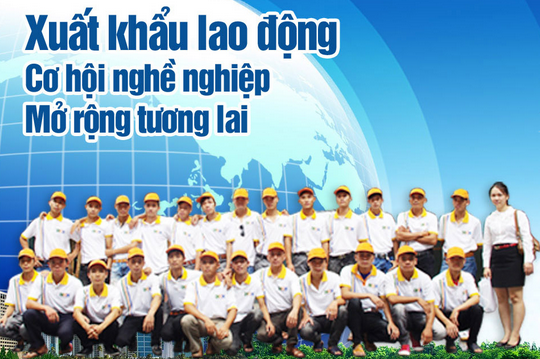 Xuất khẩu lao động
Cơ hội nghề nghiệp
Mở rộng tương lai